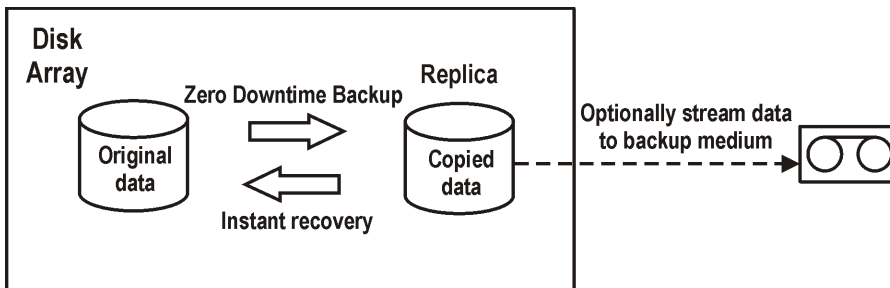 Disk
Array
Zero Downtime Backup
Replica
Original
data
Copied
data
Instant recovery
Optionally stream data
to backup medium